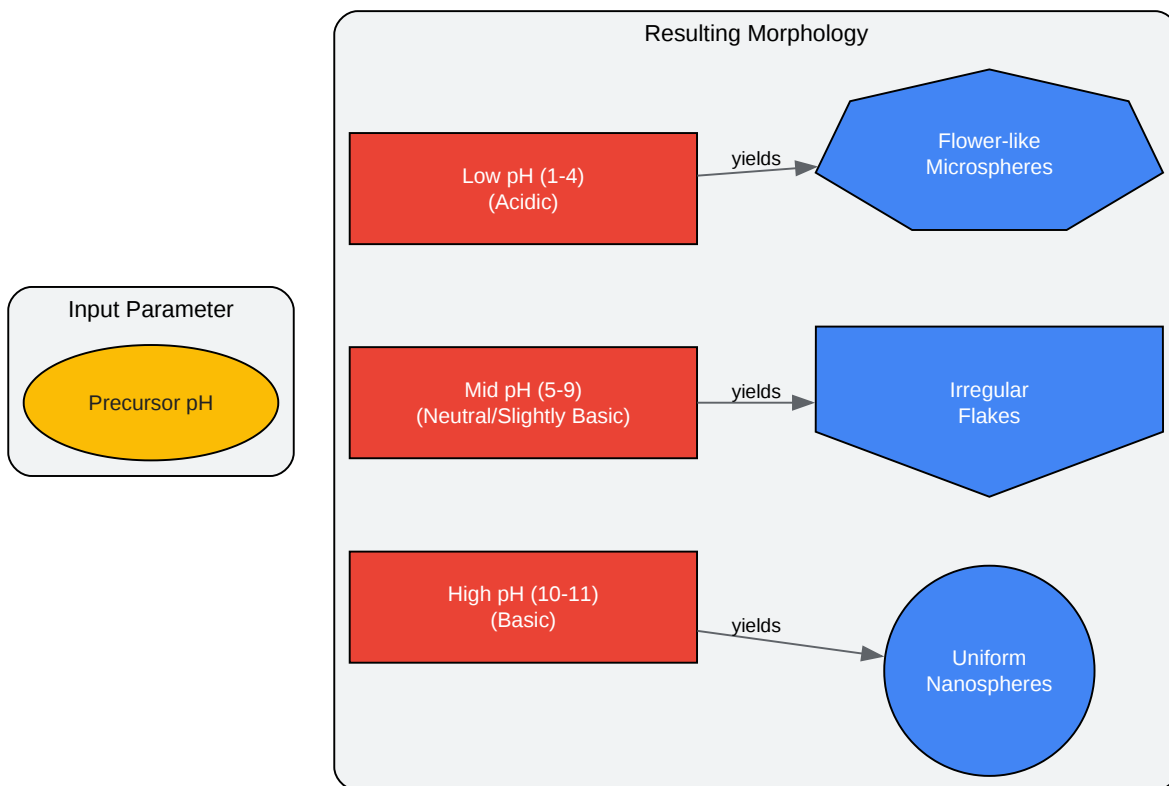 Resulting Morphology
Low pH (1-4)
(Acidic)
yields
Flower-like
Microspheres
Input Parameter
Precursor pH
Mid pH (5-9)
(Neutral/Slightly Basic)
yields
Irregular
Flakes
High pH (10-11)
(Basic)
yields
Uniform
Nanospheres